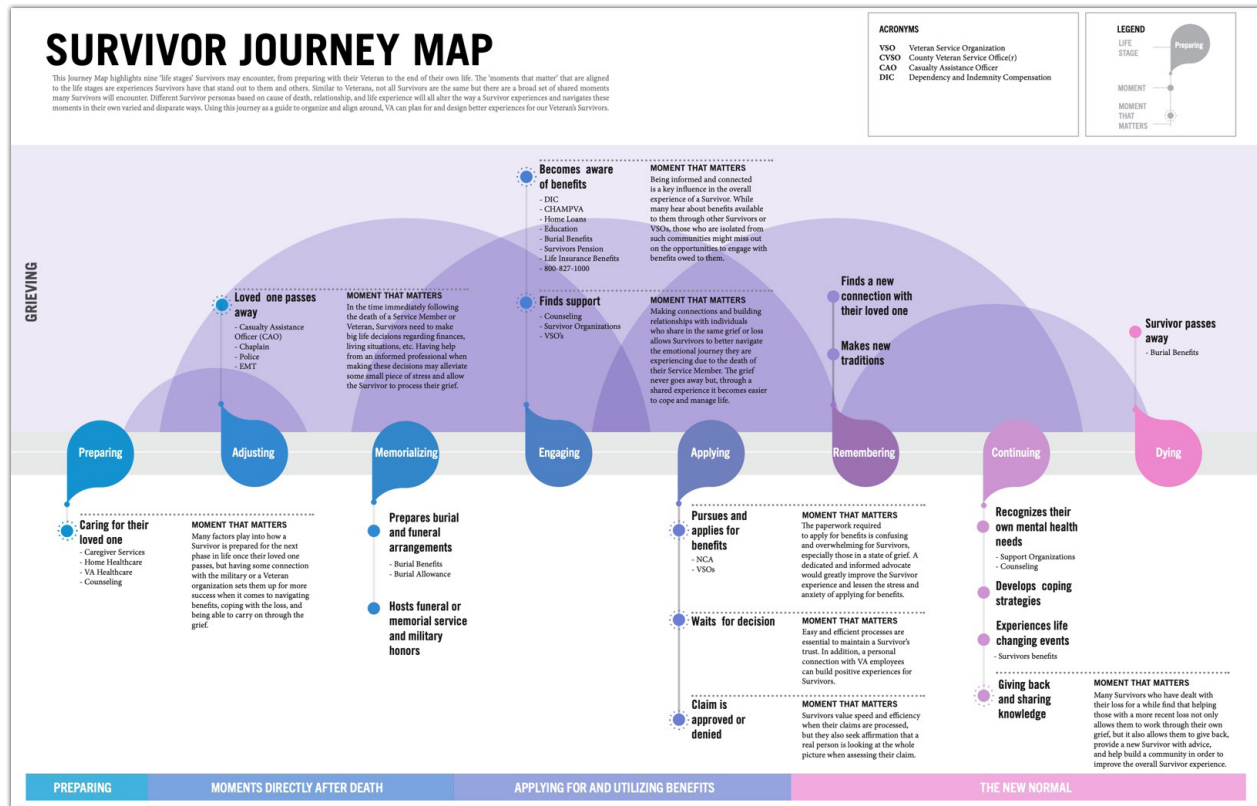 SURVIVOR JOURNEY MAP
This Journey Map highlights nine 'life stages' Survivors may encounter, from preparing with their Veteran to the end of their own life. The 'moments that matter' that are aligned
to the life stages are experiences Survivors have that stand out to them and others. Similar to Veterans, not all Survivors are the same but there are a broad set of shared moments
many Survivors will encounter. Different Survivor personas based on cause of death, relationship, and life experience will all alter the way a Survivor experiences and navigates these
moments in their own varied and disparate ways. Using this journey as a guide to organize and align around, VA can plan for and design better experiences for our Veteran's Survivors.
ACRONYMS
VSO Veteran Service Organization
CVSO County Veteran Service Office(r)
CAO Casualty Assistance Officer
DIC Dependency and Indemnity Compensation
LEGEND
LIFE
STAGE
Preparing
MOMENT
MOMENT
THAT
MATTERS
GRIEVING
Loved one passes
away
- Casualty Assistance
Officer (CAO)
- Chaplain
- Police
- EMT
MOMENT THAT MATTERS
In the time immediately following
the death of a Service Member or
Veteran, Survivors need to make
big life decisions regarding finances,
living situations, etc. Having help
from an informed professional when
making these decisions may alleviate
some small piece of stress and allow
the Survivor to process their grief.
Becomes aware
of benefits
- DIC
- CHAMPVA
- Home Loans
- Education
- Burial Benefits
- Survivors Pension
- Life Insurance Benefits
- 800-827-1000
MOMENT THAT MATTERS
Being informed and connected
is a key influence in the overall
experience of a Survivor. While
many hear about benefits available
to them through other Survivors or
VSOs, those who are isolated from
such communities might miss out
on the opportunities to engage with
benefits owed to them.
Finds support
- Counseling
- Survivor Organizations
- VSO's
MOMENT THAT MATTERS
Making connections and building
relationships with individuals
who share in the same grief or loss
allows Survivors to better navigate
the emotional journey they are
experiencing due to the death of
their Service Member. The grief
never goes away but, through a
shared experience it becomes easier
to cope and manage life.
Finds a new
connection with
their loved one
Makes new
traditions
Survivor passes
away
- Burial Benefits
Preparing
Adjusting
Memorializing
Engaging
Applying
Remembering
Continuing
Dying
Caring for their
loved one
- Caregiver Services
- Home Healthcare
- VA Healthcare
- Counseling
MOMENT THAT MATTERS
Many factors play into how a
Survivor is prepared for the next
phase in life once their loved one
passes, but having some connection
with the military or a Veteran
organization sets them up for more
success when it comes to navigating
benefits, coping with the loss, and
being able to carry on through the
grief.
Prepares burial
and funeral
arrangements
- Burial Benefits
- Burial Allowance
Hosts funeral or
memorial service
and military
honors
Pursues and
applies for
benefits
- NCA
- VSOs
MOMENT THAT MATTERS
The paperwork required
to apply for benefits is confusing
and overwhelming for Survivors,
especially those in a state of grief. A
dedicated and informed advocate
would greatly improve the Survivor
experience and lessen the stress and
anxiety of applying for benefits.
Waits for decision
MOMENT THAT MATTERS
Easy and efficient processes are
essential to maintain a Survivor's
trust. In addition, a personal
connection with VA employees
can build positive experiences for
Survivors.
Claim is
approved or
denied
MOMENT THAT MATTERS
Survivors value speed and efficiency
when their claims are processed,
but they also seek affirmation that a
real person is looking at the whole
picture when assessing their claim.
Recognizes their
own mental health
needs
- Support Organizations
- Counseling
Develops coping
strategies
Experiences life
changing events
- Survivors benefits
Giving back
and sharing
knowledge
MOMENT THAT MATTERS
Many Survivors who have dealt with
their loss for a while find that helping
those with a more recent loss not only
allows them to work through their own
grief, but it also allows them to give back,
provide a new Survivor with advice,
and help build a community in order to
improve the overall Survivor experience.
PREPARING
MOMENTS DIRECTLY AFTER DEATH
APPLYING FOR AND UTILIZING BENEFITS
THE NEW NORMAL